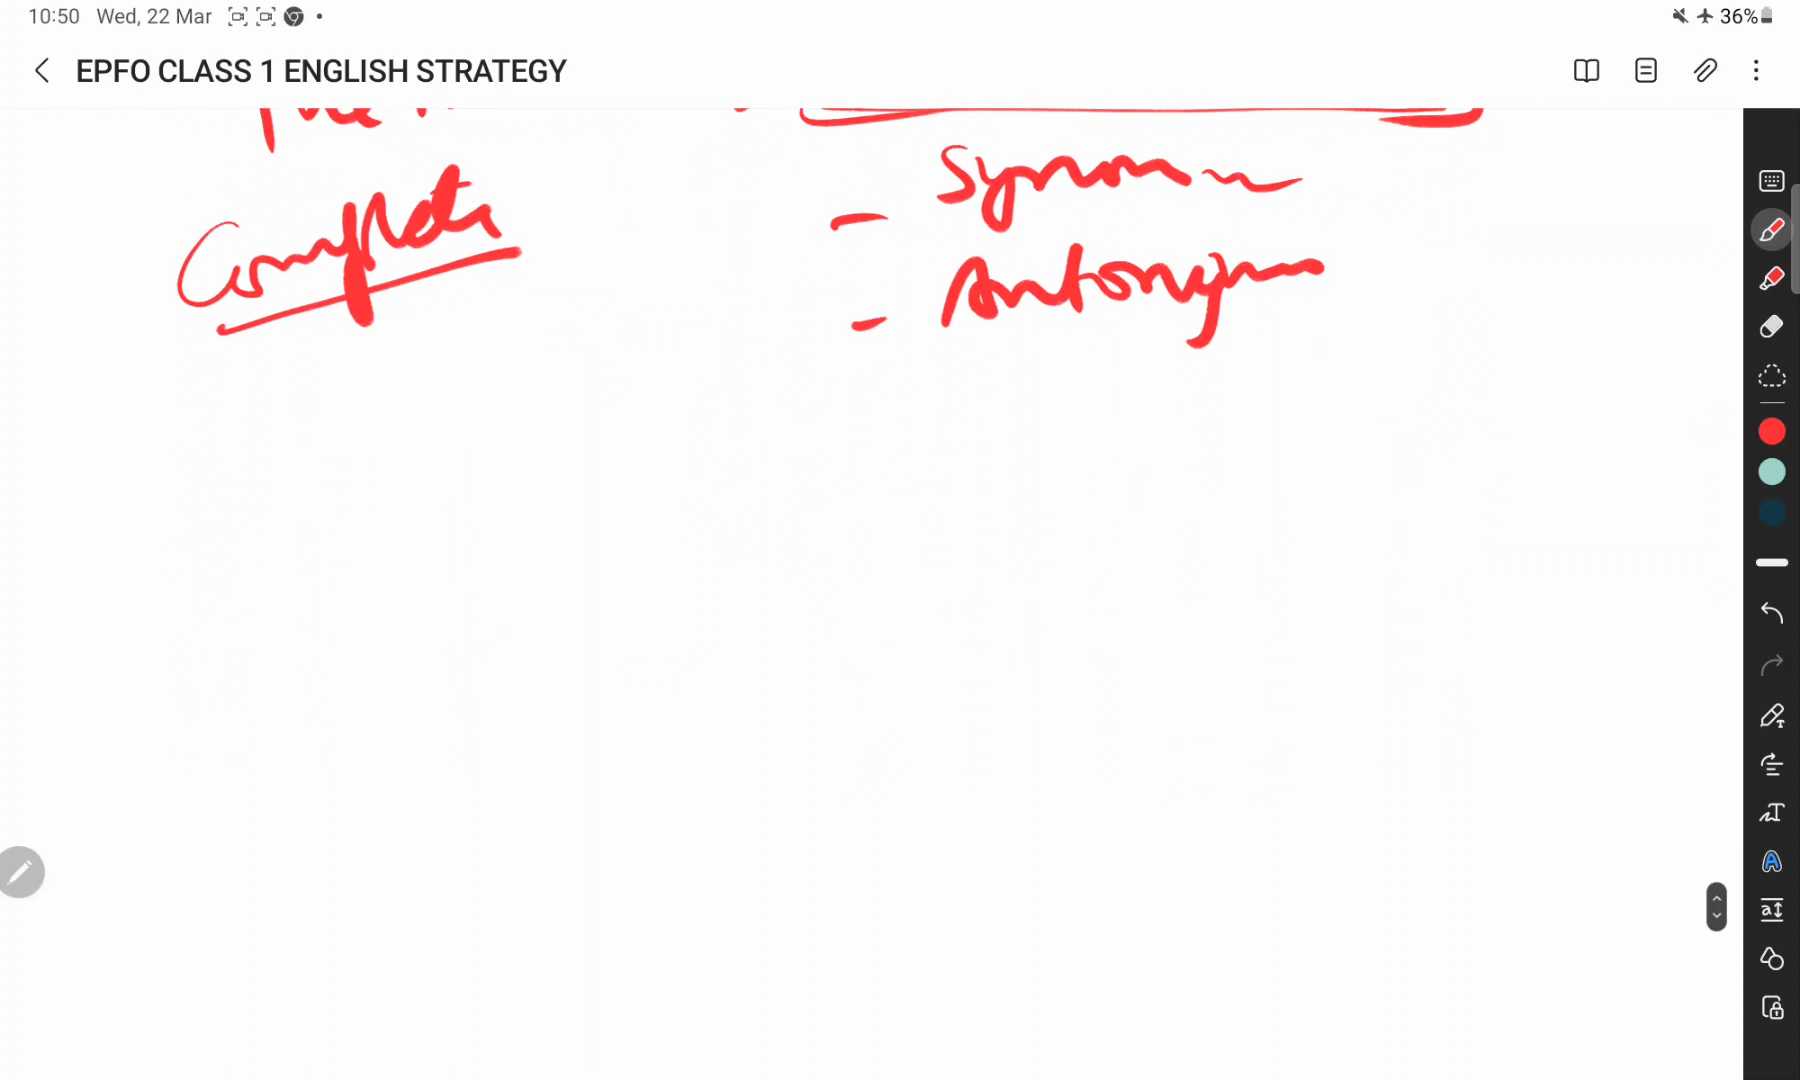 10:50 Wed, 22 Mar
36%
EPFO CLASS 1 ENGLISH STRATEGY
Complete
- Synonym
- Antonym